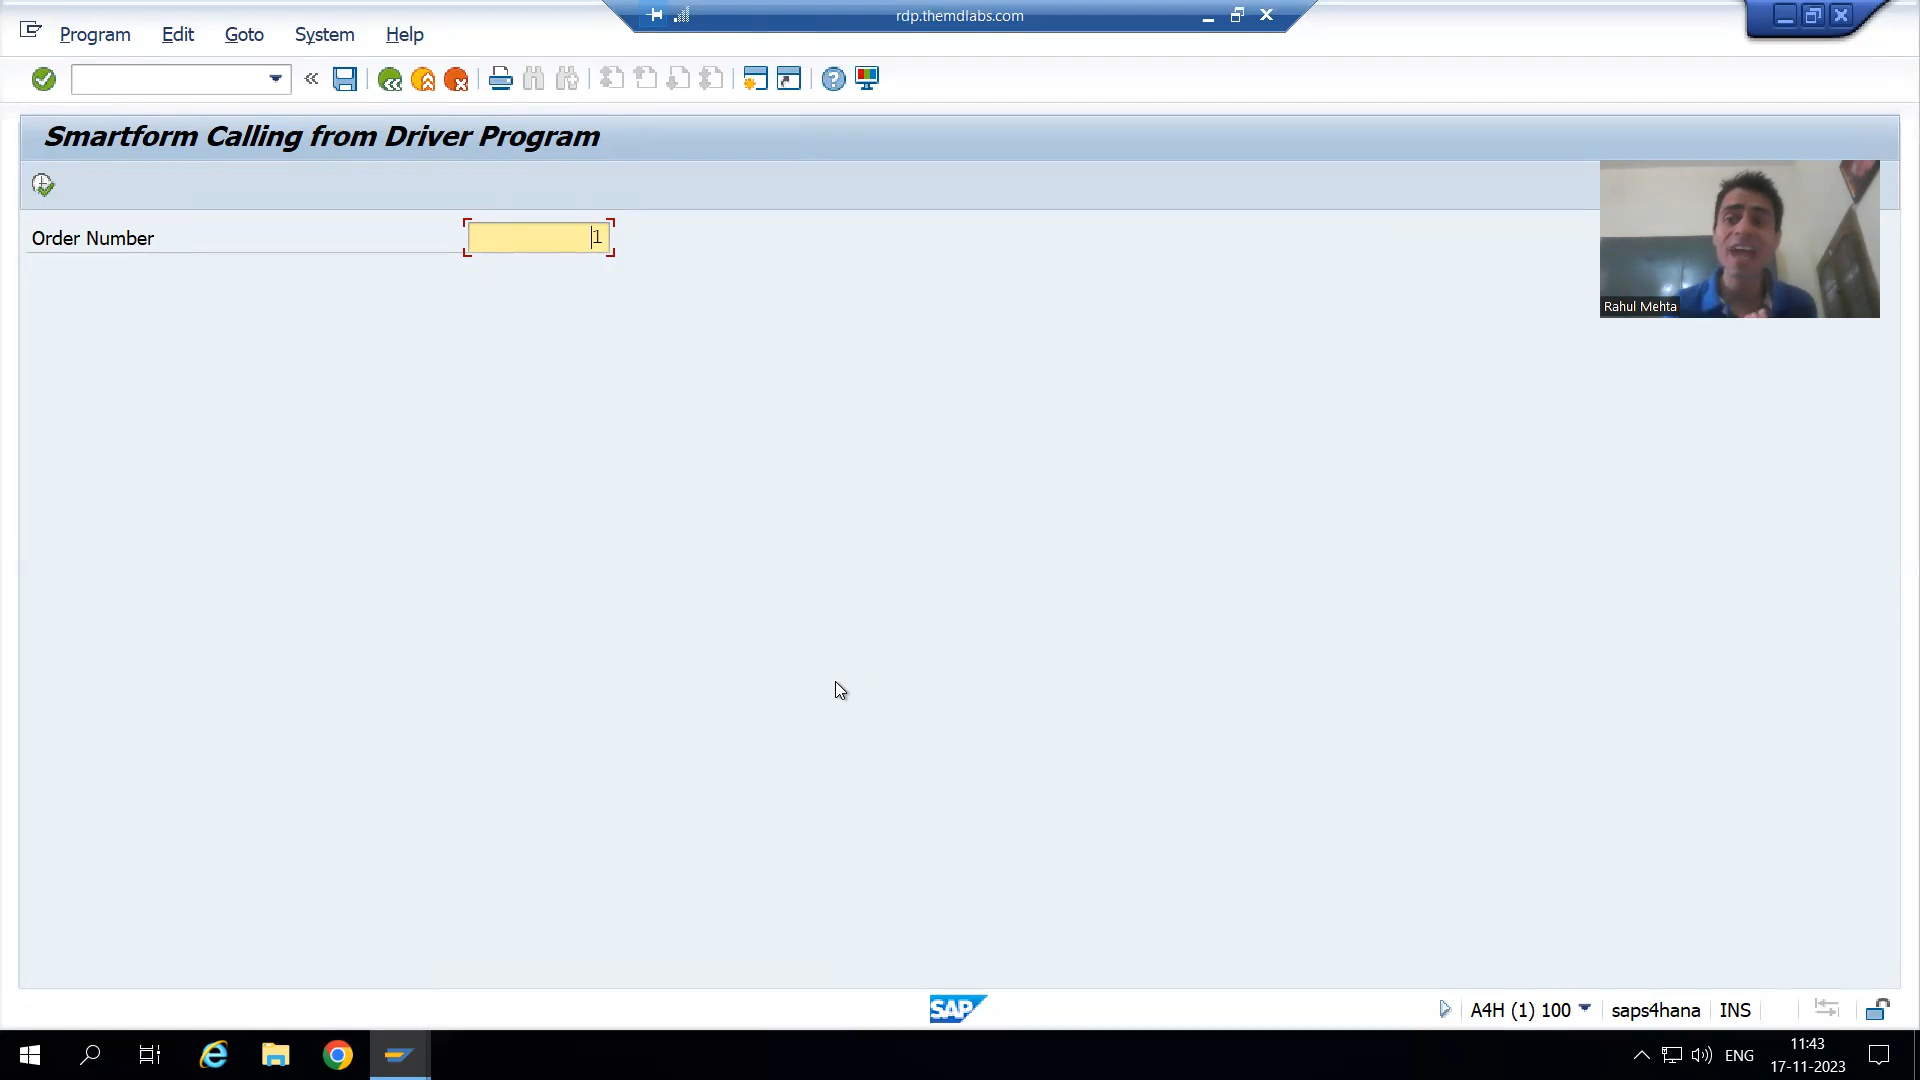 rdp.themdlabs.com
Program Edit Goto System Help
Smartform Calling from Driver Program
Order Number 1
Rahul Mehta
SAP
A4H (1) 100 saps4hana INS
ENG
11:43
17-11-2023